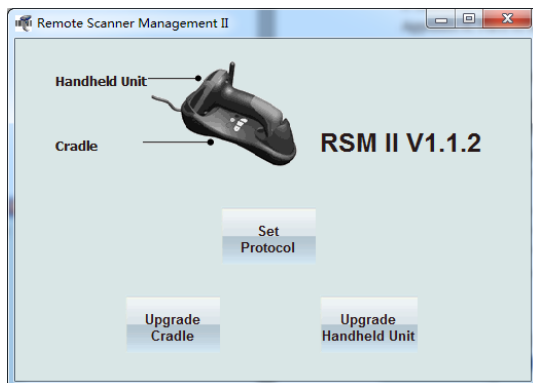 Remote Scanner Management II
Handheld Unit
Cradle
RSM II V1.1.2
Set
Protocol
Upgrade
Cradle
Upgrade
Handheld Unit